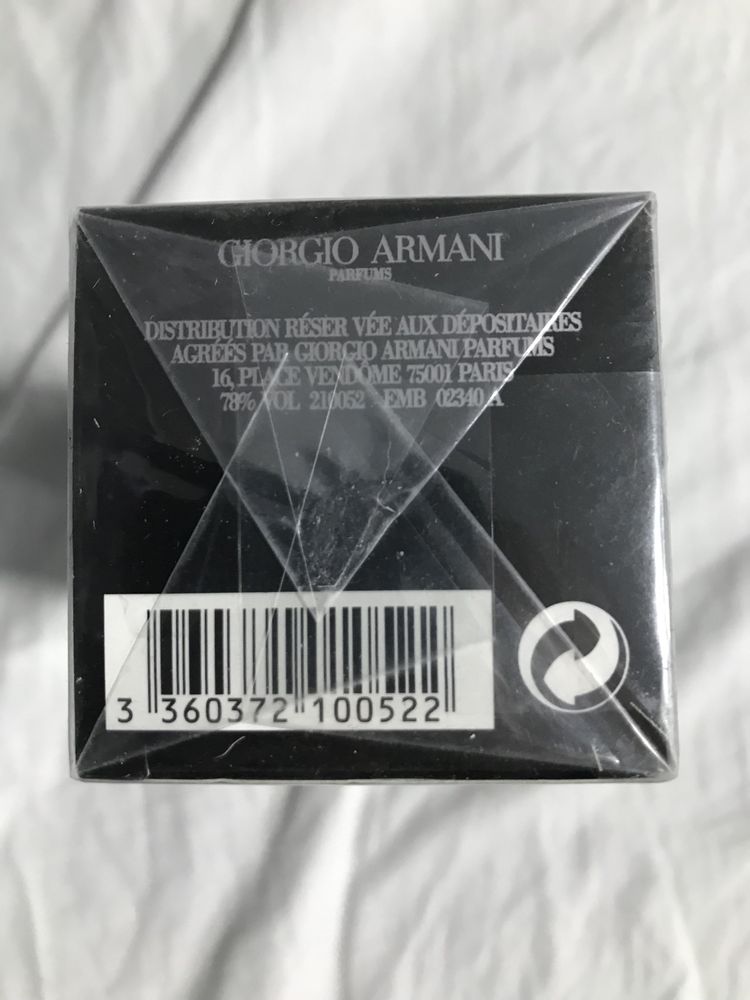 GIORGIO ARMANI
PARFUMS
DISTRIBUTION RÉSER VÉE AUX DÉPOSITAIRES
AGRÉÉS PAR GIORGIO ARMANI PARFUMS
16, PLACE VENDÔME 75001 PARIS
78% VOL 210052 EMB 02340 A
3 360372 100522